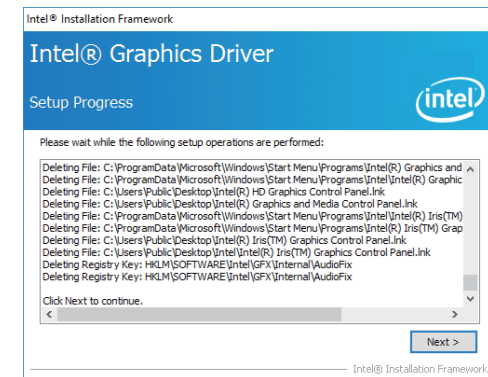 Intel® Installation Framework
Intel® Graphics Driver
Setup Progress
intel
Please wait while the following setup operations are performed:
Deleting File: C:\ProgramData\Microsoft\Windows\Start Menu\Programs\Intel(R) Graphics and
Deleting File: C:\ProgramData\Microsoft\Windows\Start Menu\Programs\Intel\Intel(R) Graphic
Deleting File: C:\Users\Public\Desktop\Intel(R) HD Graphics Control Panel.lnk
Deleting File: C:\Users\Public\Desktop\Intel(R) Graphics and Media Control Panel.lnk
Deleting File: C:\ProgramData\Microsoft\Windows\Start Menu\Programs\Intel\Intel(R) Iris(TM)
Deleting File: C:\ProgramData\Microsoft\Windows\Start Menu\Programs\Intel(R) Iris(TM) Grap
Deleting File: C:\Users\Public\Desktop\Intel(R) Iris(TM) Graphics Control Panel.lnk
Deleting File: C:\Users\Public\Desktop\Intel\Intel(R) Iris(TM) Graphics Control Panel.lnk
Deleting Registry Key: HKLM\SOFTWARE\Intel\GFX\Internal\AudioFix
Deleting Registry Key: HKLM\SOFTWARE\Intel\GFX\Internal\AudioFix
Click Next to continue.
Next >
Intel® Installation Framework